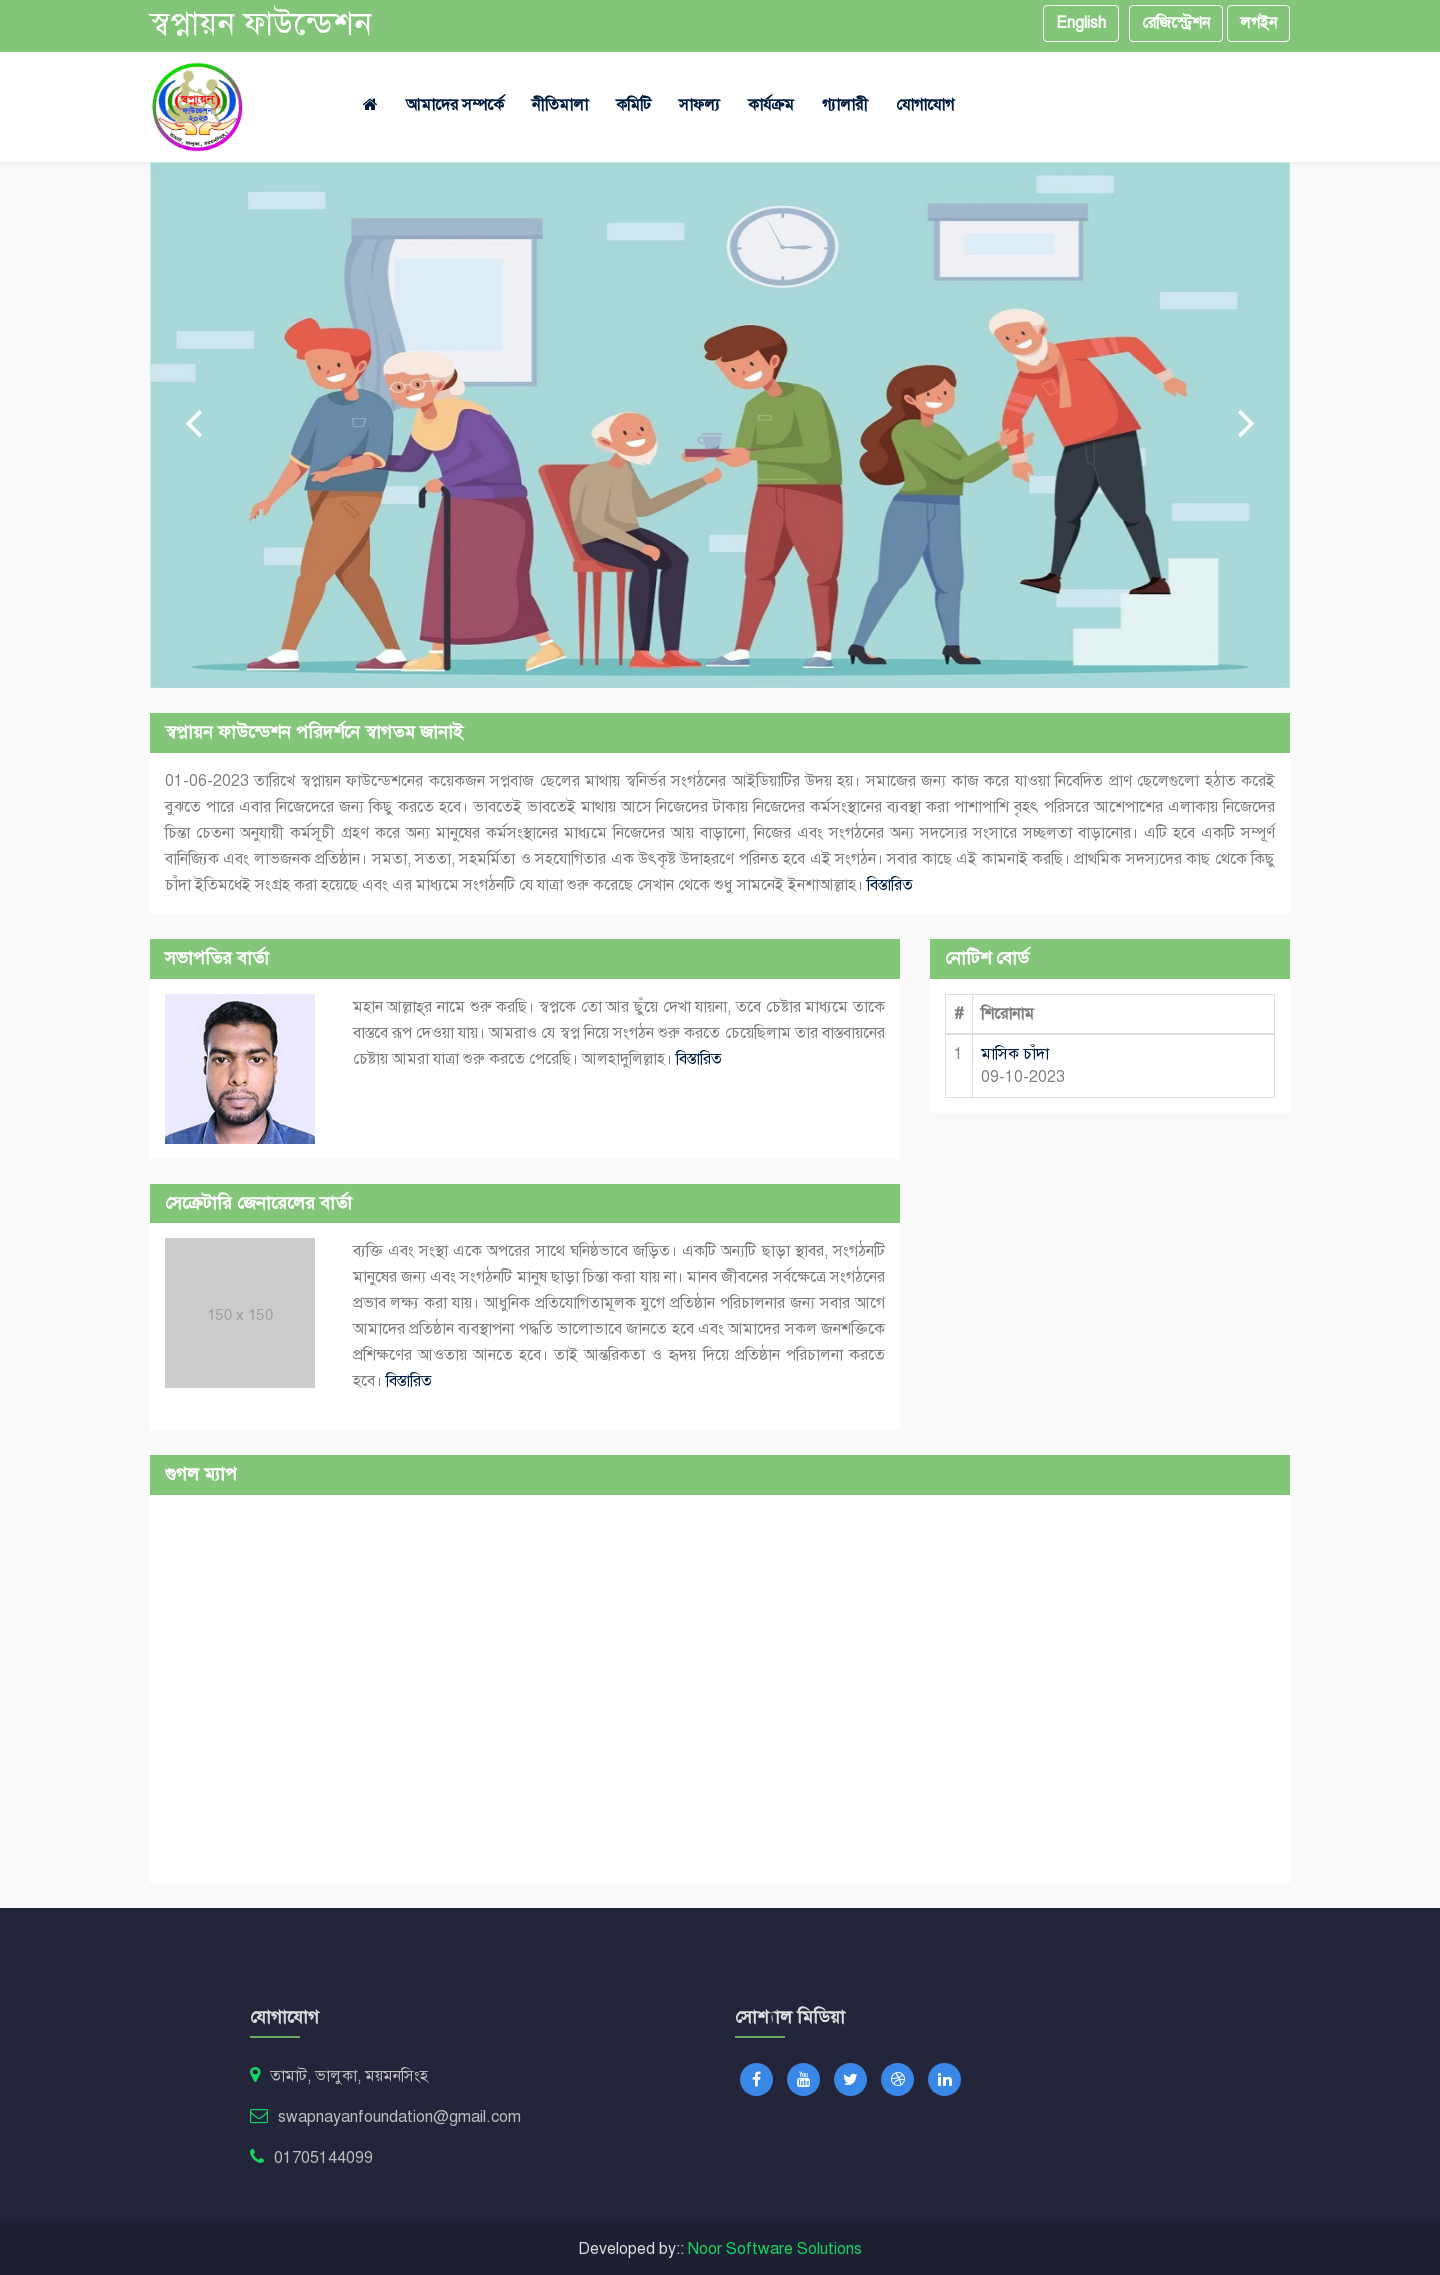 স্বপ্নায়ন ফাউন্ডেশন
English রেজিস্ট্রেশন লগইন
স্বপ্নায়ন
ফাউন্ডেশন
২০২৩
তামাট, ভালুকা, ময়মনসিংহ।
আমাদের সম্পর্কে নীতিমালা কমিটি সাফল্য কার্যক্রম গ্যালারী যোগাযোগ
স্বপ্নায়ন ফাউন্ডেশন পরিদর্শনে স্বাগতম জানাই
01-06-2023 তারিখে স্বপ্নায়ন ফাউন্ডেশনের কয়েকজন সপ্নবাজ ছেলের মাথায় স্বনির্ভর সংগঠনের আইডিয়াটির উদয় হয়। সমাজের জন্য কাজ করে যাওয়া নিবেদিত প্রাণ ছেলেগুলো হঠাত করেই
বুঝতে পারে এবার নিজেদেরে জন্য কিছু করতে হবে। ভাবতেই ভাবতেই মাথায় আসে নিজেদের টাকায় নিজেদের কর্মসংস্থানের ব্যবস্থা করা পাশাপাশি বৃহৎ পরিসরে আশেপাশের এলাকায় নিজেদের
চিন্তা চেতনা অনুযায়ী কর্মসূচী গ্রহণ করে অন্য মানুষের কর্মসংস্থানের মাধ্যমে নিজেদের আয় বাড়ানো, নিজের এবং সংগঠনের অন্য সদস্যের সংসারে সচ্ছলতা বাড়ানোর। এটি হবে একটি সম্পূর্ণ
বানিজ্যিক এবং লাভজনক প্রতিষ্ঠান। সমতা, সততা, সহমর্মিতা ও সহযোগিতার এক উৎকৃষ্ট উদাহরণে পরিনত হবে এই সংগঠন। সবার কাছে এই কামনাই করছি। প্রাথমিক সদস্যদের কাছ থেকে কিছু
চাঁদা ইতিমধেই সংগ্রহ করা হয়েছে এবং এর মাধ্যমে সংগঠনটি যে যাত্রা শুরু করেছে সেখান থেকে শুধু সামনেই ইনশাআল্লাহ। বিস্তারিত
সভাপতির বার্তা
মহান আল্লাহ্‌র নামে শুরু করছি। স্বপ্নকে তো আর ছুঁয়ে দেখা যায়না, তবে চেষ্টার মাধ্যমে তাকে
বাস্তবে রূপ দেওয়া যায়। আমরাও যে স্বপ্ন নিয়ে সংগঠন শুরু করতে চেয়েছিলাম তার বাস্তবায়নের
চেষ্টায় আমরা যাত্রা শুরু করতে পেরেছি। আলহাদুলিল্লাহ। বিস্তারিত
নোটিশ বোর্ড
# শিরোনাম
1 মাসিক চাঁদা
09-10-2023
সেক্রেটারি জেনারেলের বার্তা
150 x 150
ব্যক্তি এবং সংস্থা একে অপরের সাথে ঘনিষ্ঠভাবে জড়িত। একটি অন্যটি ছাড়া স্থাবর, সংগঠনটি
মানুষের জন্য এবং সংগঠনটি মানুষ ছাড়া চিন্তা করা যায় না। মানব জীবনের সর্বক্ষেত্রে সংগঠনের
প্রভাব লক্ষ্য করা যায়। আধুনিক প্রতিযোগিতামূলক যুগে প্রতিষ্ঠান পরিচালনার জন্য সবার আগে
আমাদের প্রতিষ্ঠান ব্যবস্থাপনা পদ্ধতি ভালোভাবে জানতে হবে এবং আমাদের সকল জনশক্তিকে
প্রশিক্ষণের আওতায় আনতে হবে। তাই আন্তরিকতা ও হৃদয় দিয়ে প্রতিষ্ঠান পরিচালনা করতে
হবে। বিস্তারিত
গুগল ম্যাপ
যোগাযোগ
তামাট, ভালুকা, ময়মনসিংহ
swapnayanfoundation@gmail.com
01705144099
সোশ্যাল মিডিয়া
Developed by:: Noor Software Solutions